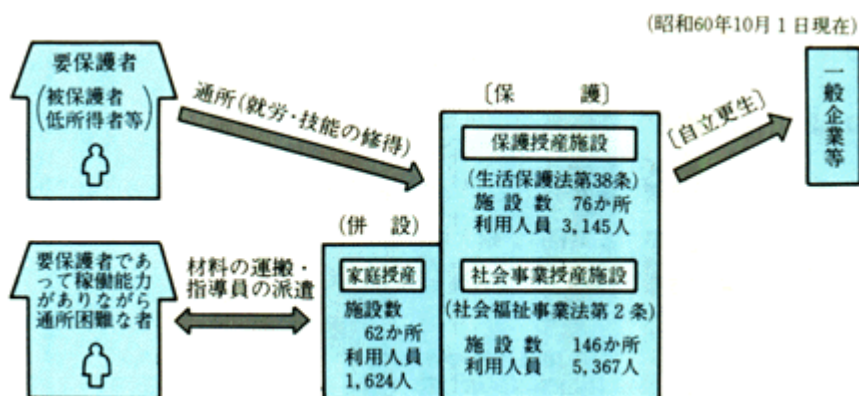 (昭和60年10月1日現在)
要保護者
(被保護者
低所得者等)
通所(就労・技能の修得)
〔保　護〕
保護授産施設
(生活保護法第38条)
施設数　76か所
利用人員　3,145人
〔自立更生〕
一般企業等
要保護者であ
って稼働能力
がありながら
通所困難な者
材料の運搬・
指導員の派遣
(併　設)
家庭授産
施設数
62か所
利用人員
1,624人
社会事業授産施設
(社会福祉事業法第2条)
施設数　146か所
利用人員　5,367人